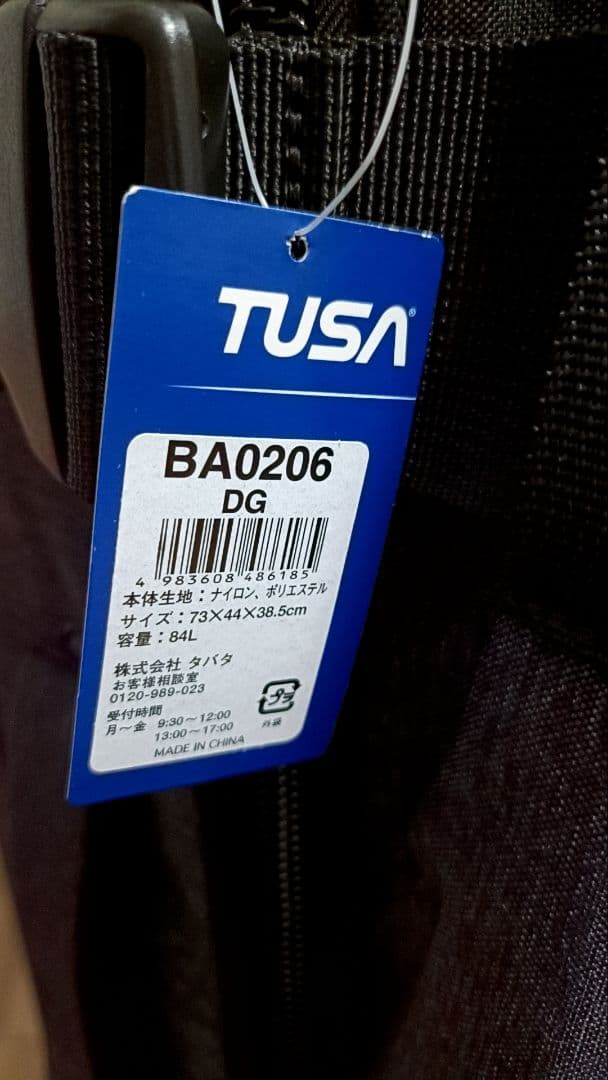 TUSA®
BA0206
DG
4 983608 486185
本体生地：ナイロン、ポリエステル
サイズ：73×44×38.5cm
容量：84L
株式会社 タバタ
お客様相談室
0120-989-023
受付時間
月～金 9:30～12:00
13:00～17:00
プラ
外装
MADE IN CHINA